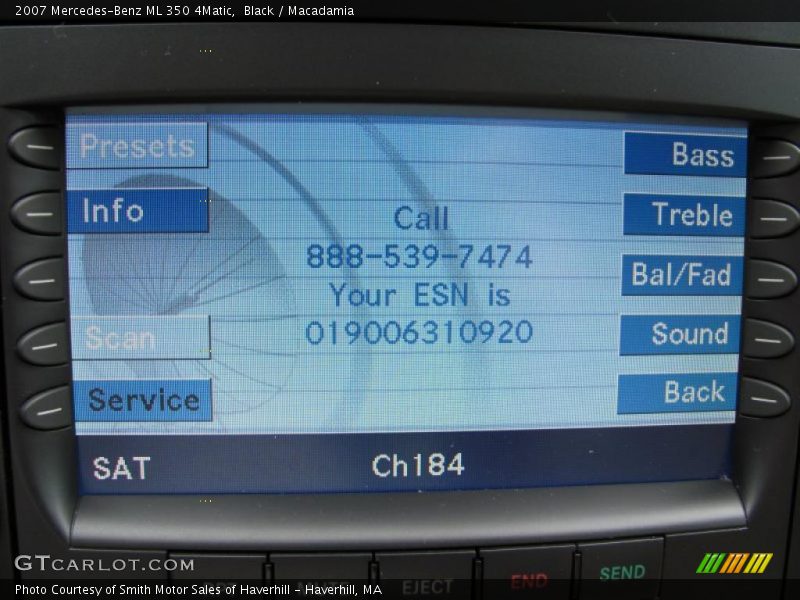 2007 Mercedes-Benz ML 350 4Matic, Black / Macadamia
Presets
Bass
Info
Treble
Call
888-539-7474
Bal/Fad
Your ESN is
019006310920
Scan
Sound
Service
Back
SAT
Ch184
EJECT
END
SEND
GTCARLOT.COM
Photo Courtesy of Smith Motor Sales of Haverhill - Haverhill, MA